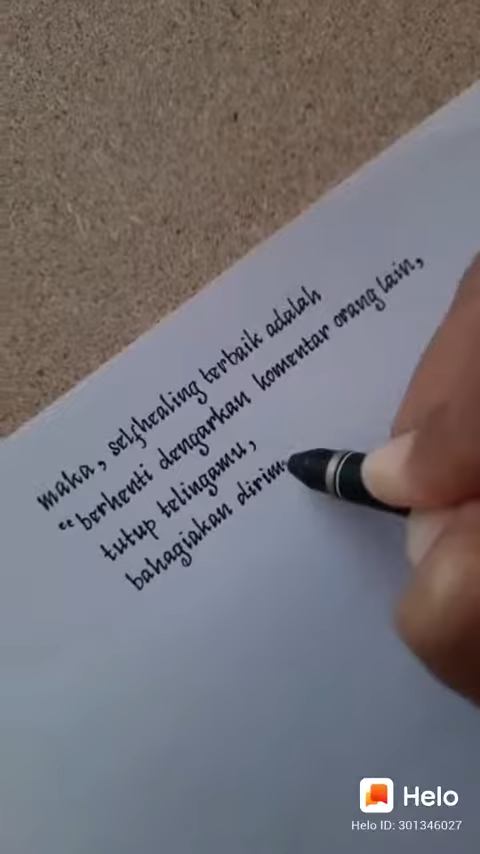 maka, selfhealing terbaik adalah
"berhenti dengarkan komentar orang lain,
tutup telingamu,
bahagiakan dirim
Helo
Helo ID: 301346027